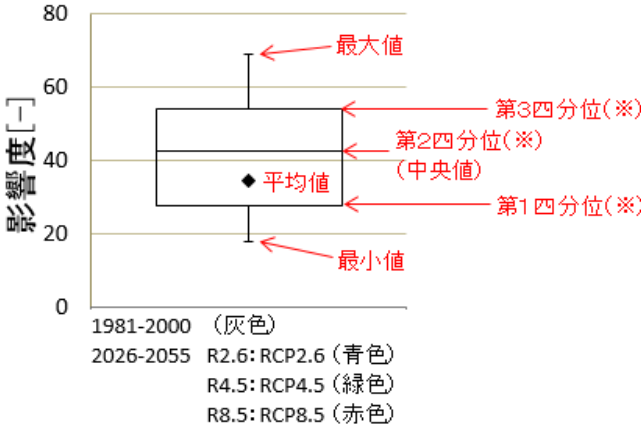 80
最大値
60
影響度[-]
第3四分位(※)
第2四分位(※)
(中央値)
40
平均値
第1四分位(※)
20
最小値
0
1981-2000 (灰色)
2026-2055 R2.6:RCP2.6(青色)
R4.5:RCP4.5(緑色)
R8.5:RCP8.5(赤色)